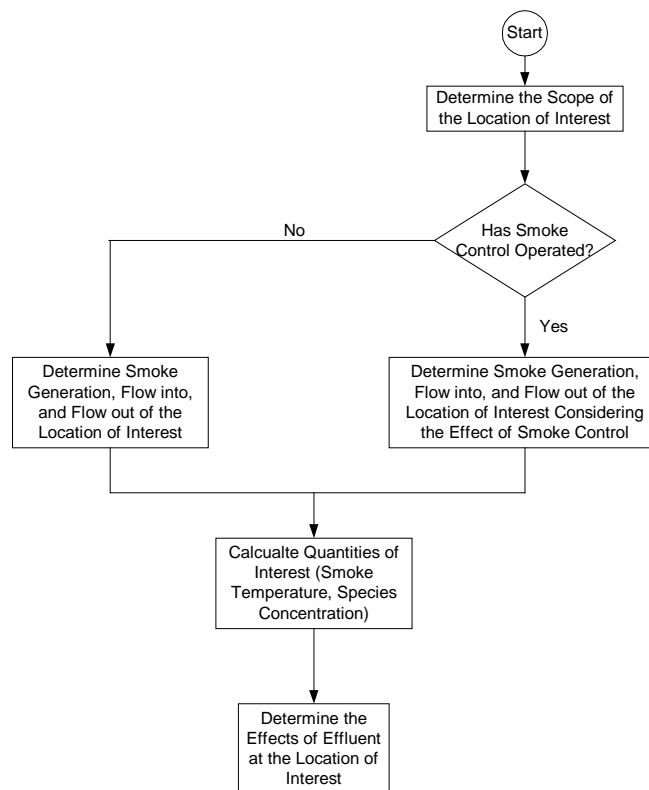 Start
Determine the Scope of
the Location of Interest
Has Smoke
Control Operated?
No
Yes
Determine Smoke
Generation, Flow into,
and Flow out of the
Location of Interest
Determine Smoke Generation,
Flow into, and Flow out of the
Location of Interest Considering
the Effect of Smoke Control
Calcualte Quantities of
Interest (Smoke
Temperature, Species
Concentration)
Determine the
Effects of Effluent
at the Location of
Interest